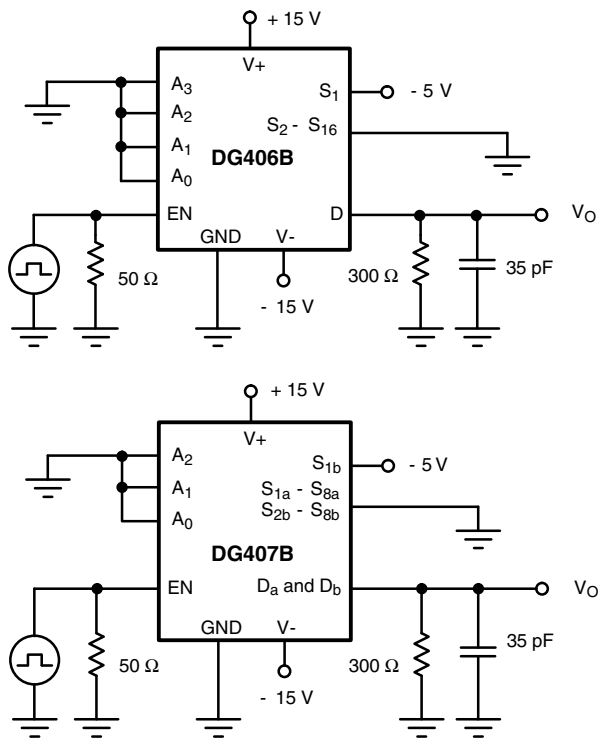 + 15 V
V+
A3
S1
- 5 V
A2
S2 - S16
A1
DG406B
A0
EN
D
VO
GND
V-
50 Ω
300 Ω
35 pF
- 15 V
+ 15 V
V+
A2
S1b
- 5 V
A1
S1a - S8a
A0
S2b - S8b
DG407B
EN
Da and Db
VO
GND
V-
50 Ω
300 Ω
35 pF
- 15 V